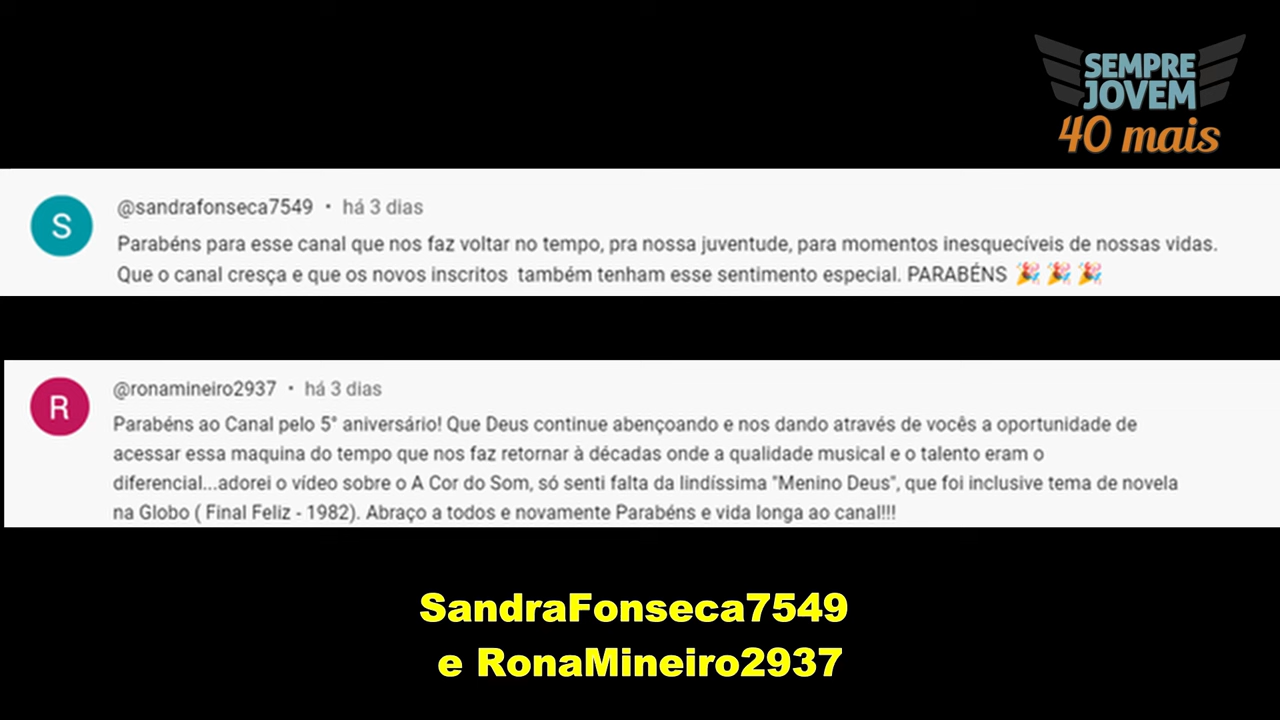 SEMPRE
JOVEM
40 mais
S
@sandrafonseca7549 • há 3 dias
Parabéns para esse canal que nos faz voltar no tempo, pra nossa juventude, para momentos inesquecíveis de nossas vidas.
Que o canal cresça e que os novos inscritos também tenham esse sentimento especial. PARABÉNS 🎉 🎉 🎉
R
@ronamineiro2937 • há 3 dias
Parabéns ao Canal pelo 5° aniversário! Que Deus continue abençoando e nos dando através de vocês a oportunidade de
acessar essa maquina do tempo que nos faz retornar à décadas onde a qualidade musical e o talento eram o
diferencial...adorei o vídeo sobre o A Cor do Som, só senti falta da lindíssima "Menino Deus", que foi inclusive tema de novela
na Globo ( Final Feliz - 1982). Abraço a todos e novamente Parabéns e vida longa ao canal!!!
SandraFonseca7549
e RonaMineiro2937